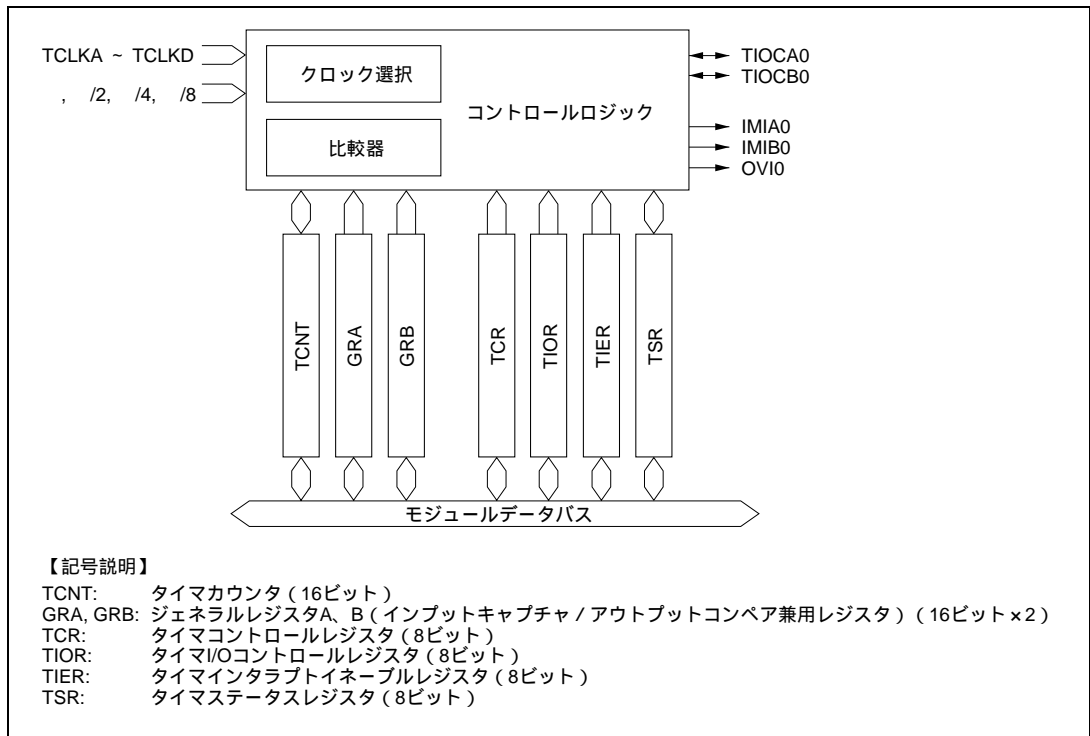 TCLKA ~ TCLKD
, /2, /4, /8
クロック選択
比較器
コントロールロジック
TIOCA0
TIOCB0
IMIA0
IMIB0
OVI0
TCNT
GRA
GRB
TCR
TIOR
TIER
TSR
モジュールデータバス
【記号説明】
TCNT: タイマカウンタ(16ビット)
GRA, GRB: ジェネラルレジスタA、B(インプットキャプチャ/アウトプットコンペア兼用レジスタ)(16ビット×2)
TCR: タイマコントロールレジスタ(8ビット)
TIOR: タイマI/Oコントロールレジスタ(8ビット)
TIER: タイマインタラプトイネーブルレジスタ(8ビット)
TSR: タイマステータスレジスタ(8ビット)